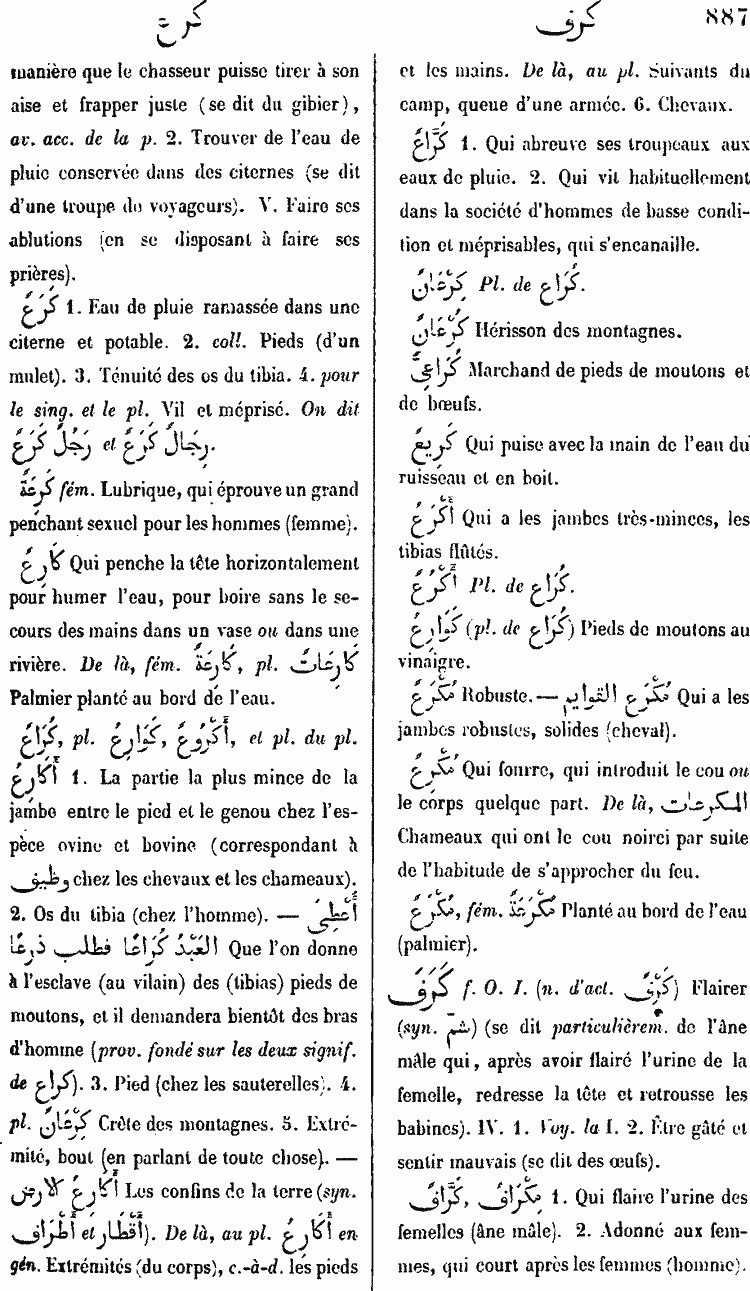 كرع
كرف
887
manière que le chasseur puisse tirer à son
aise et frapper juste (se dit du gibier),
av. acc. de la p. 2. Trouver de l'eau de
pluie conservée dans des citernes (se dit
d'une troupe de voyageurs). V. Faire ses
ablutions (en se disposant à faire ses
prières).
كَرَعٌ 1. Eau de pluie ramassée dans une
citerne et potable. 2. coll. Pieds (d'un
mulet). 3. Ténuité des os du tibia. 4. pour
le sing. et le pl. Vil et méprisé. On dit
رَجُلٌ كَرَعٌ et رِجَالٌ كَرَعٌ.
كَرِعَةٌ fém. Lubrique, qui éprouve un grand
penchant sexuel pour les hommes (femme).
كَارِعٌ Qui penche la tête horizontalement
pour humer l'eau, pour boire sans le se-
cours des mains dans un vase ou dans une
rivière. De là, fém. كَارِعَةٌ, pl. كَارِعَاتٌ
Palmier planté au bord de l'eau.
كُرَاعٌ, pl. أَكْرُعٌ, كَوَارِعُ, et pl. du pl.
أَكَارِعُ 1. La partie la plus mince de la
jambe entre le pied et le genou chez l'es-
pèce ovine et bovine (correspondant à
وظيف chez les chevaux et les chameaux).
2. Os du tibia (chez l'homme). — أُعْطِىَ
العَبْدُ كُرَاعًا فطلب ذرعًا Que l'on donne
à l'esclave (au vilain) des (tibias) pieds de
moutons, et il demandera bientôt des bras
d'homme (prov. fondé sur les deux signif.
de كراع). 3. Pied (chez les sauterelles). 4.
pl. كِرْعَانٌ Crête des montagnes. 5. Extré-
mité, bout (en parlant de toute chose). —
أَكَارِعُ الارض Les confins de la terre (syn.
أَقْطَار et أَطْرَاف). De là, au pl. أَكَارِعُ en
gén. Extrémités (du corps), c.-à-d. les pieds
et les mains. De là, au pl. Suivants du
camp, queue d'une armée. 6. Chevaux.
كَرَّاعٌ 1. Qui abreuve ses troupeaux aux
eaux de pluie. 2. Qui vit habituellement
dans la société d'hommes de basse condi-
tion et méprisables, qui s'encanaille.
كِرْعَانٌ Pl. de كُرَاع.
كُرْعَانٌ Hérisson des montagnes.
كُرَاعِىٌّ Marchand de pieds de moutons et
de bœufs.
كَرِيعٌ Qui puise avec la main de l'eau du
ruisseau et en boit.
أَكْرَعُ Qui a les jambes très-minces, les
tibias flûtés.
أَكْرُعٌ Pl. de كُرَاع.
كَوَارِعُ (pl. de كُرَاع) Pieds de moutons au
vinaigre.
مُكْرَعٌ Robuste. — مُكْرَع القوايم Qui a les
jambes robustes, solides (cheval).
مُكْرِعٌ Qui fourre, qui introduit le cou ou
le corps quelque part. De là, المكرعات
Chameaux qui ont le cou noirci par suite
de l'habitude de s'approcher du feu.
مُكْرَعٌ, fém. مُكْرَعَةٌ Planté au bord de l'eau
(palmier).
كَرَفَ f. O. I. (n. d'act. كَرْفٌ) Flairer
(syn. شمّ) (se dit particulièrem. de l'âne
mâle qui, après avoir flairé l'urine de la
femelle, redresse la tête et retrousse les
babines). IV. 1. Voy. la I. 2. Être gâté et
sentir mauvais (se dit des œufs).
كَرَّافٌ, مِكْرَافٌ 1. Qui flaire l'urine des
femelles (âne mâle). 2. Adonné aux fem-
mes, qui court après les femmes (homme).